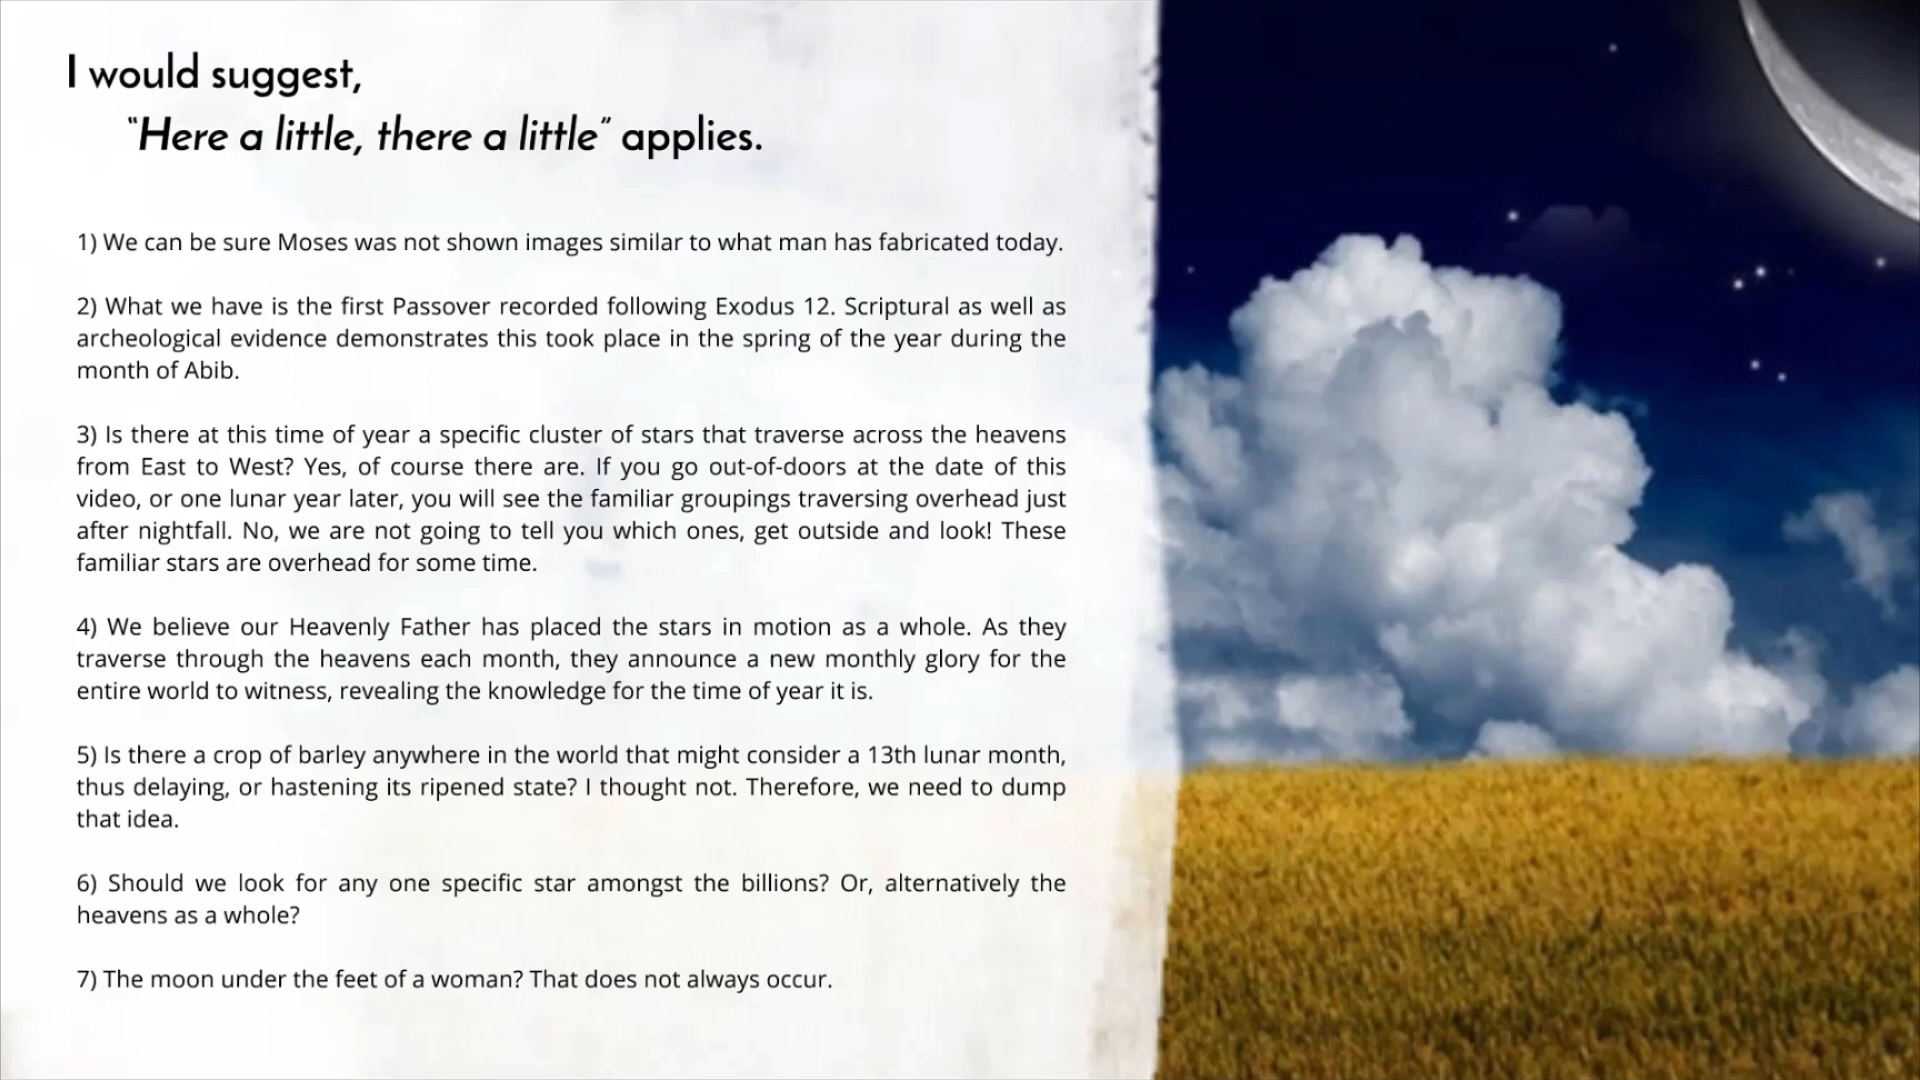 I would suggest,
“Here a little, there a little” applies.
1) We can be sure Moses was not shown images similar to what man has fabricated today.
2) What we have is the first Passover recorded following Exodus 12. Scriptural as well as
archeological evidence demonstrates this took place in the spring of the year during the
month of Abib.
3) Is there at this time of year a specific cluster of stars that traverse across the heavens
from East to West? Yes, of course there are. If you go out-of-doors at the date of this
video, or one lunar year later, you will see the familiar groupings traversing overhead just
after nightfall. No, we are not going to tell you which ones, get outside and look! These
familiar stars are overhead for some time.
4) We believe our Heavenly Father has placed the stars in motion as a whole. As they
traverse through the heavens each month, they announce a new monthly glory for the
entire world to witness, revealing the knowledge for the time of year it is.
5) Is there a crop of barley anywhere in the world that might consider a 13th lunar month,
thus delaying, or hastening its ripened state? I thought not. Therefore, we need to dump
that idea.
6) Should we look for any one specific star amongst the billions? Or, alternatively the
heavens as a whole?
7) The moon under the feet of a woman? That does not always occur.